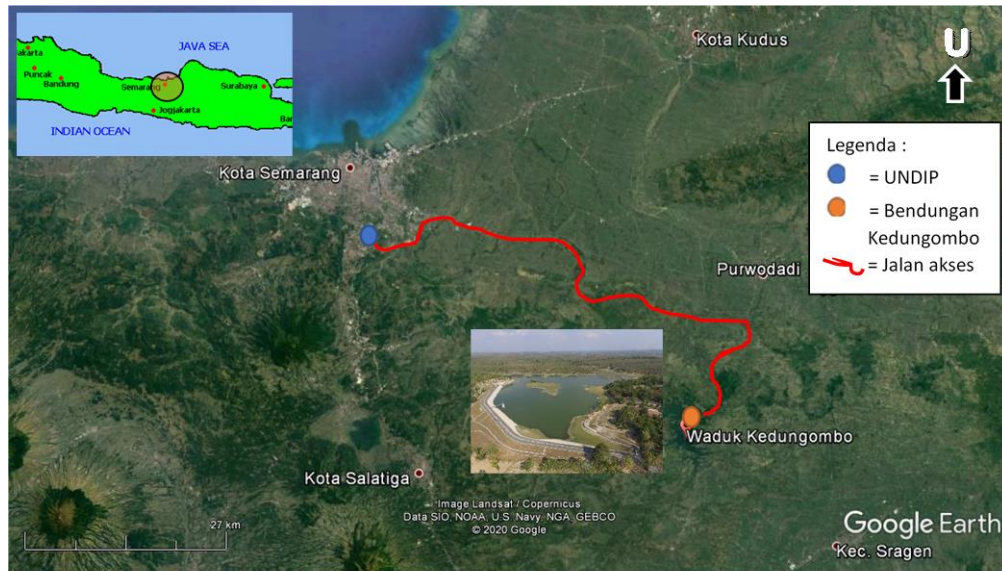 JAVA SEA
akarta
Puncak
Bandung
Semarang
Surabaya
Jogjakarta
Ba
INDIAN OCEAN
Kota Kudus
U
Kota Semarang
Legenda :
= UNDIP
= Bendungan
Kedungombo
= Jalan akses
Purwodadi
Waduk Kedungombo
Kota Salatiga
Image Landsat / Copernicus
Data SIO, NOAA, U.S. Navy, NGA, GEBCO
© 2020 Google
27 km
Google Earth
Kec. Sragen